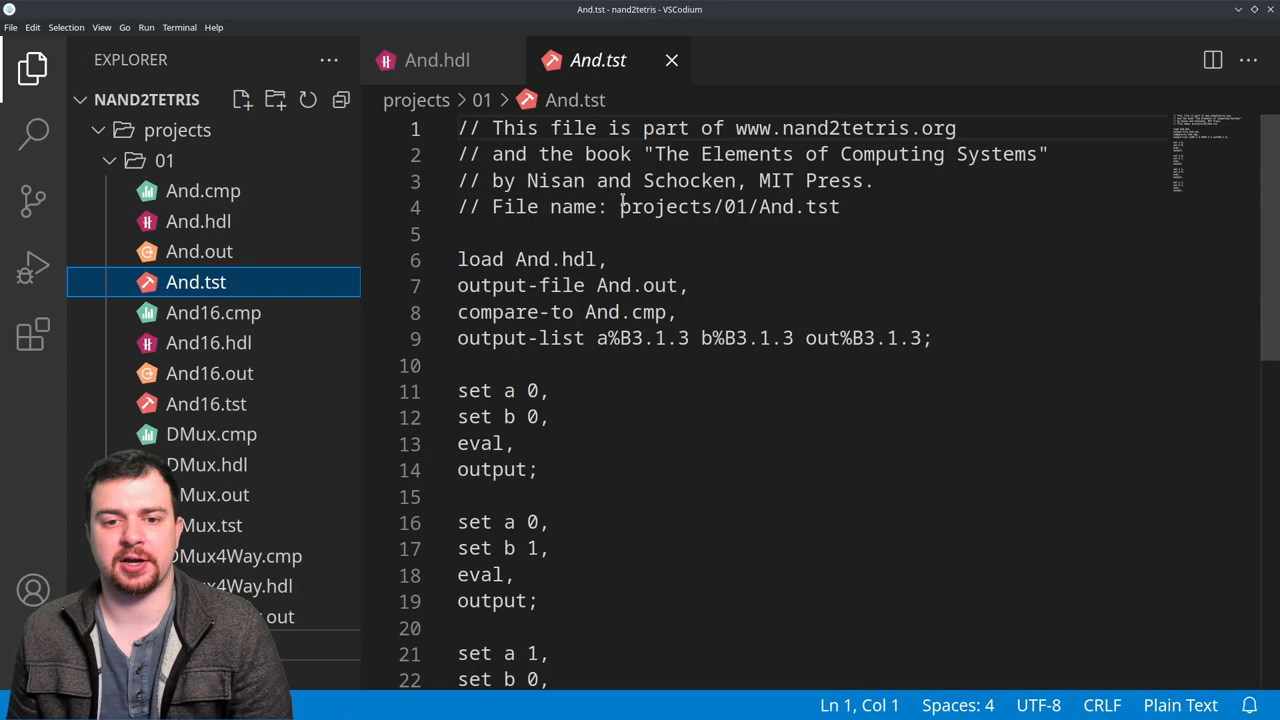 And.tst - nand2tetris - VSCodium
File Edit Selection View Go Run Terminal Help
EXPLORER
NAND2TETRIS
projects
01
And.cmp
And.hdl
And.out
And.tst
And16.cmp
And16.hdl
And16.out
And16.tst
DMux.cmp
DMux.hdl
Mux.out
Mux.tst
DMux4Way.cmp
ux4Way.hdl
out
And.hdl
And.tst
projects > 01 > And.tst
1 // This file is part of www.nand2tetris.org
2 // and the book "The Elements of Computing Systems"
3 // by Nisan and Schocken, MIT Press.
4 // File name: projects/01/And.tst
5
6 load And.hdl,
7 output-file And.out,
8 compare-to And.cmp,
9 output-list a%B3.1.3 b%B3.1.3 out%B3.1.3;
10
11 set a 0,
12 set b 0,
13 eval,
14 output;
15
16 set a 0,
17 set b 1,
18 eval,
19 output;
20
21 set a 1,
22 set b 0,
Ln 1, Col 1 Spaces: 4 UTF-8 CRLF Plain Text